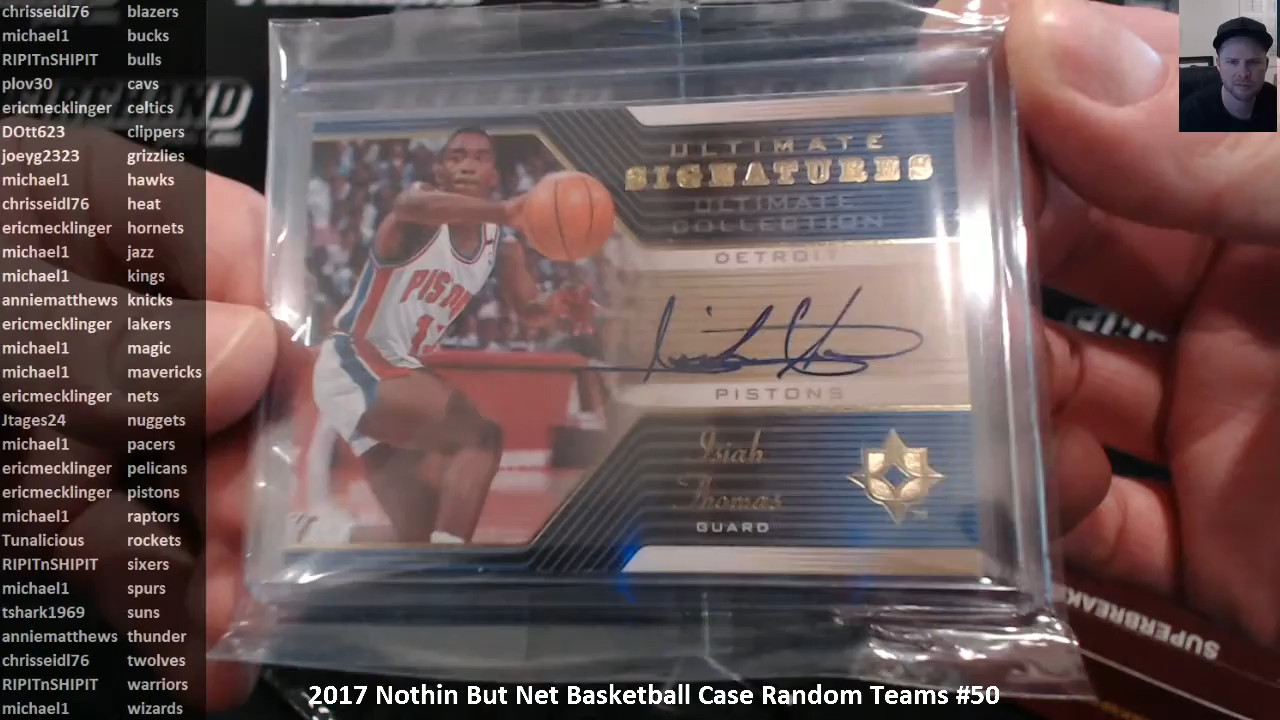 chrisseidl76 blazers
michael1 bucks
RIPITnSHIPIT bulls
plov30 cavs
ericmecklinger celtics
DOtt623 clippers
joeyg2323 grizzlies
michael1 hawks
chrisseidl76 heat
ericmecklinger hornets
michael1 jazz
michael1 kings
anniematthews knicks
ericmecklinger lakers
michael1 magic
michael1 mavericks
ericmecklinger nets
Jtages24 nuggets
michael1 pacers
ericmecklinger pelicans
ericmecklinger pistons
michael1 raptors
Tunalicious rockets
RIPITnSHIPIT sixers
michael1 spurs
tshark1969 suns
anniematthews thunder
chrisseidl76 twolves
RIPITnSHIPIT warriors
michael1 wizards
ULTIMATE
SIGNATURES
ULTIMATE
COLLECTION
DETROIT
PISTONS
Isiah
Thomas
GUARD
SUPERBREAK
2017 Nothin But Net Basketball Case Random Teams #50